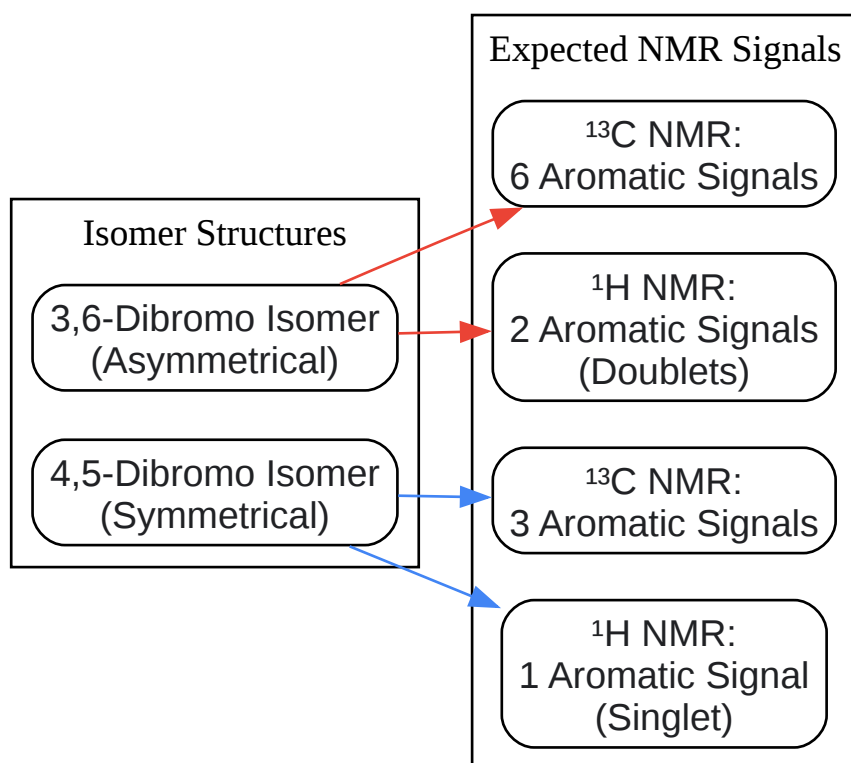 Isomer Structures
3,6-Dibromo Isomer
(Asymmetrical)
4,5-Dibromo Isomer
(Symmetrical)
Expected NMR Signals
¹³C NMR:
6 Aromatic Signals
¹H NMR:
2 Aromatic Signals
(Doublets)
¹³C NMR:
3 Aromatic Signals
¹H NMR:
1 Aromatic Signal
(Singlet)